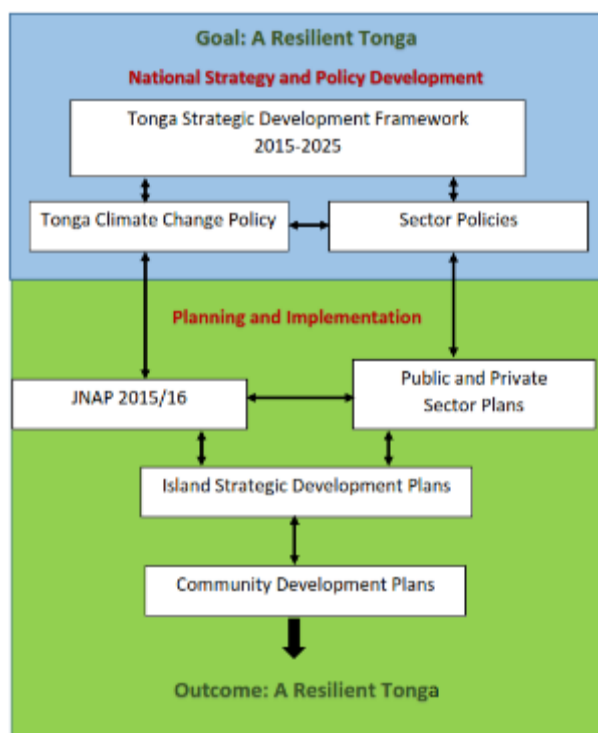 Goal: A Resilient Tonga
National Strategy and Policy Development
Tonga Strategic Development Framework
2015-2025
Tonga Climate Change Policy
Sector Policies
Planning and Implementation
JNAP 2015/16
Public and Private
Sector Plans
Island Strategic Development Plans
Community Development Plans
Outcome: A Resilient Tonga